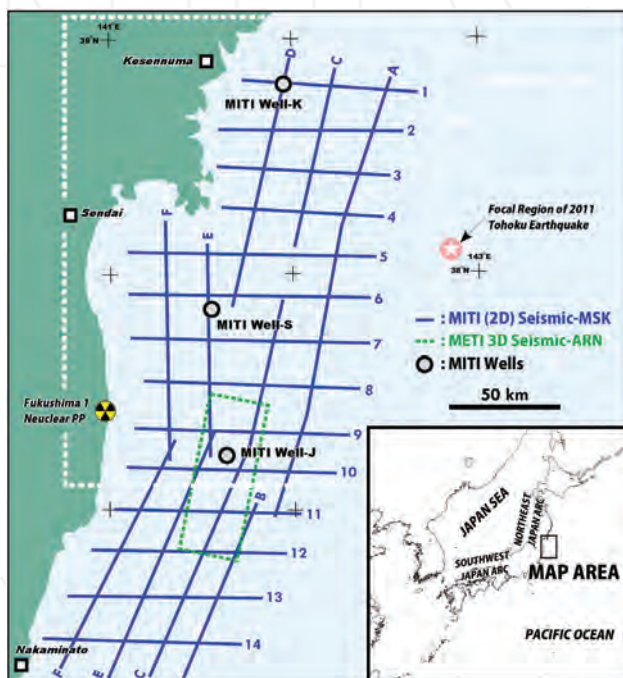 141°E
39°N
Kesennuma
D
C
A
MITI Well-K
1
2
3
4
Sendai
F
E
Focal Region of 2011
Tohoku Earthquake
143°E
38°N
5
6
MITI Well-S
: MITI (2D) Seismic-MSK
: METI 3D Seismic-ARN
: MITI Wells
7
8
50 km
Fukushima 1
Neuclear PP
9
MITI Well-J
10
B
11
12
13
14
Nakaminato
F
E
C
JAPAN SEA
NORTHEAST
JAPAN ARC
SOUTHWEST
JAPAN ARC
MAP AREA
PACIFIC OCEAN